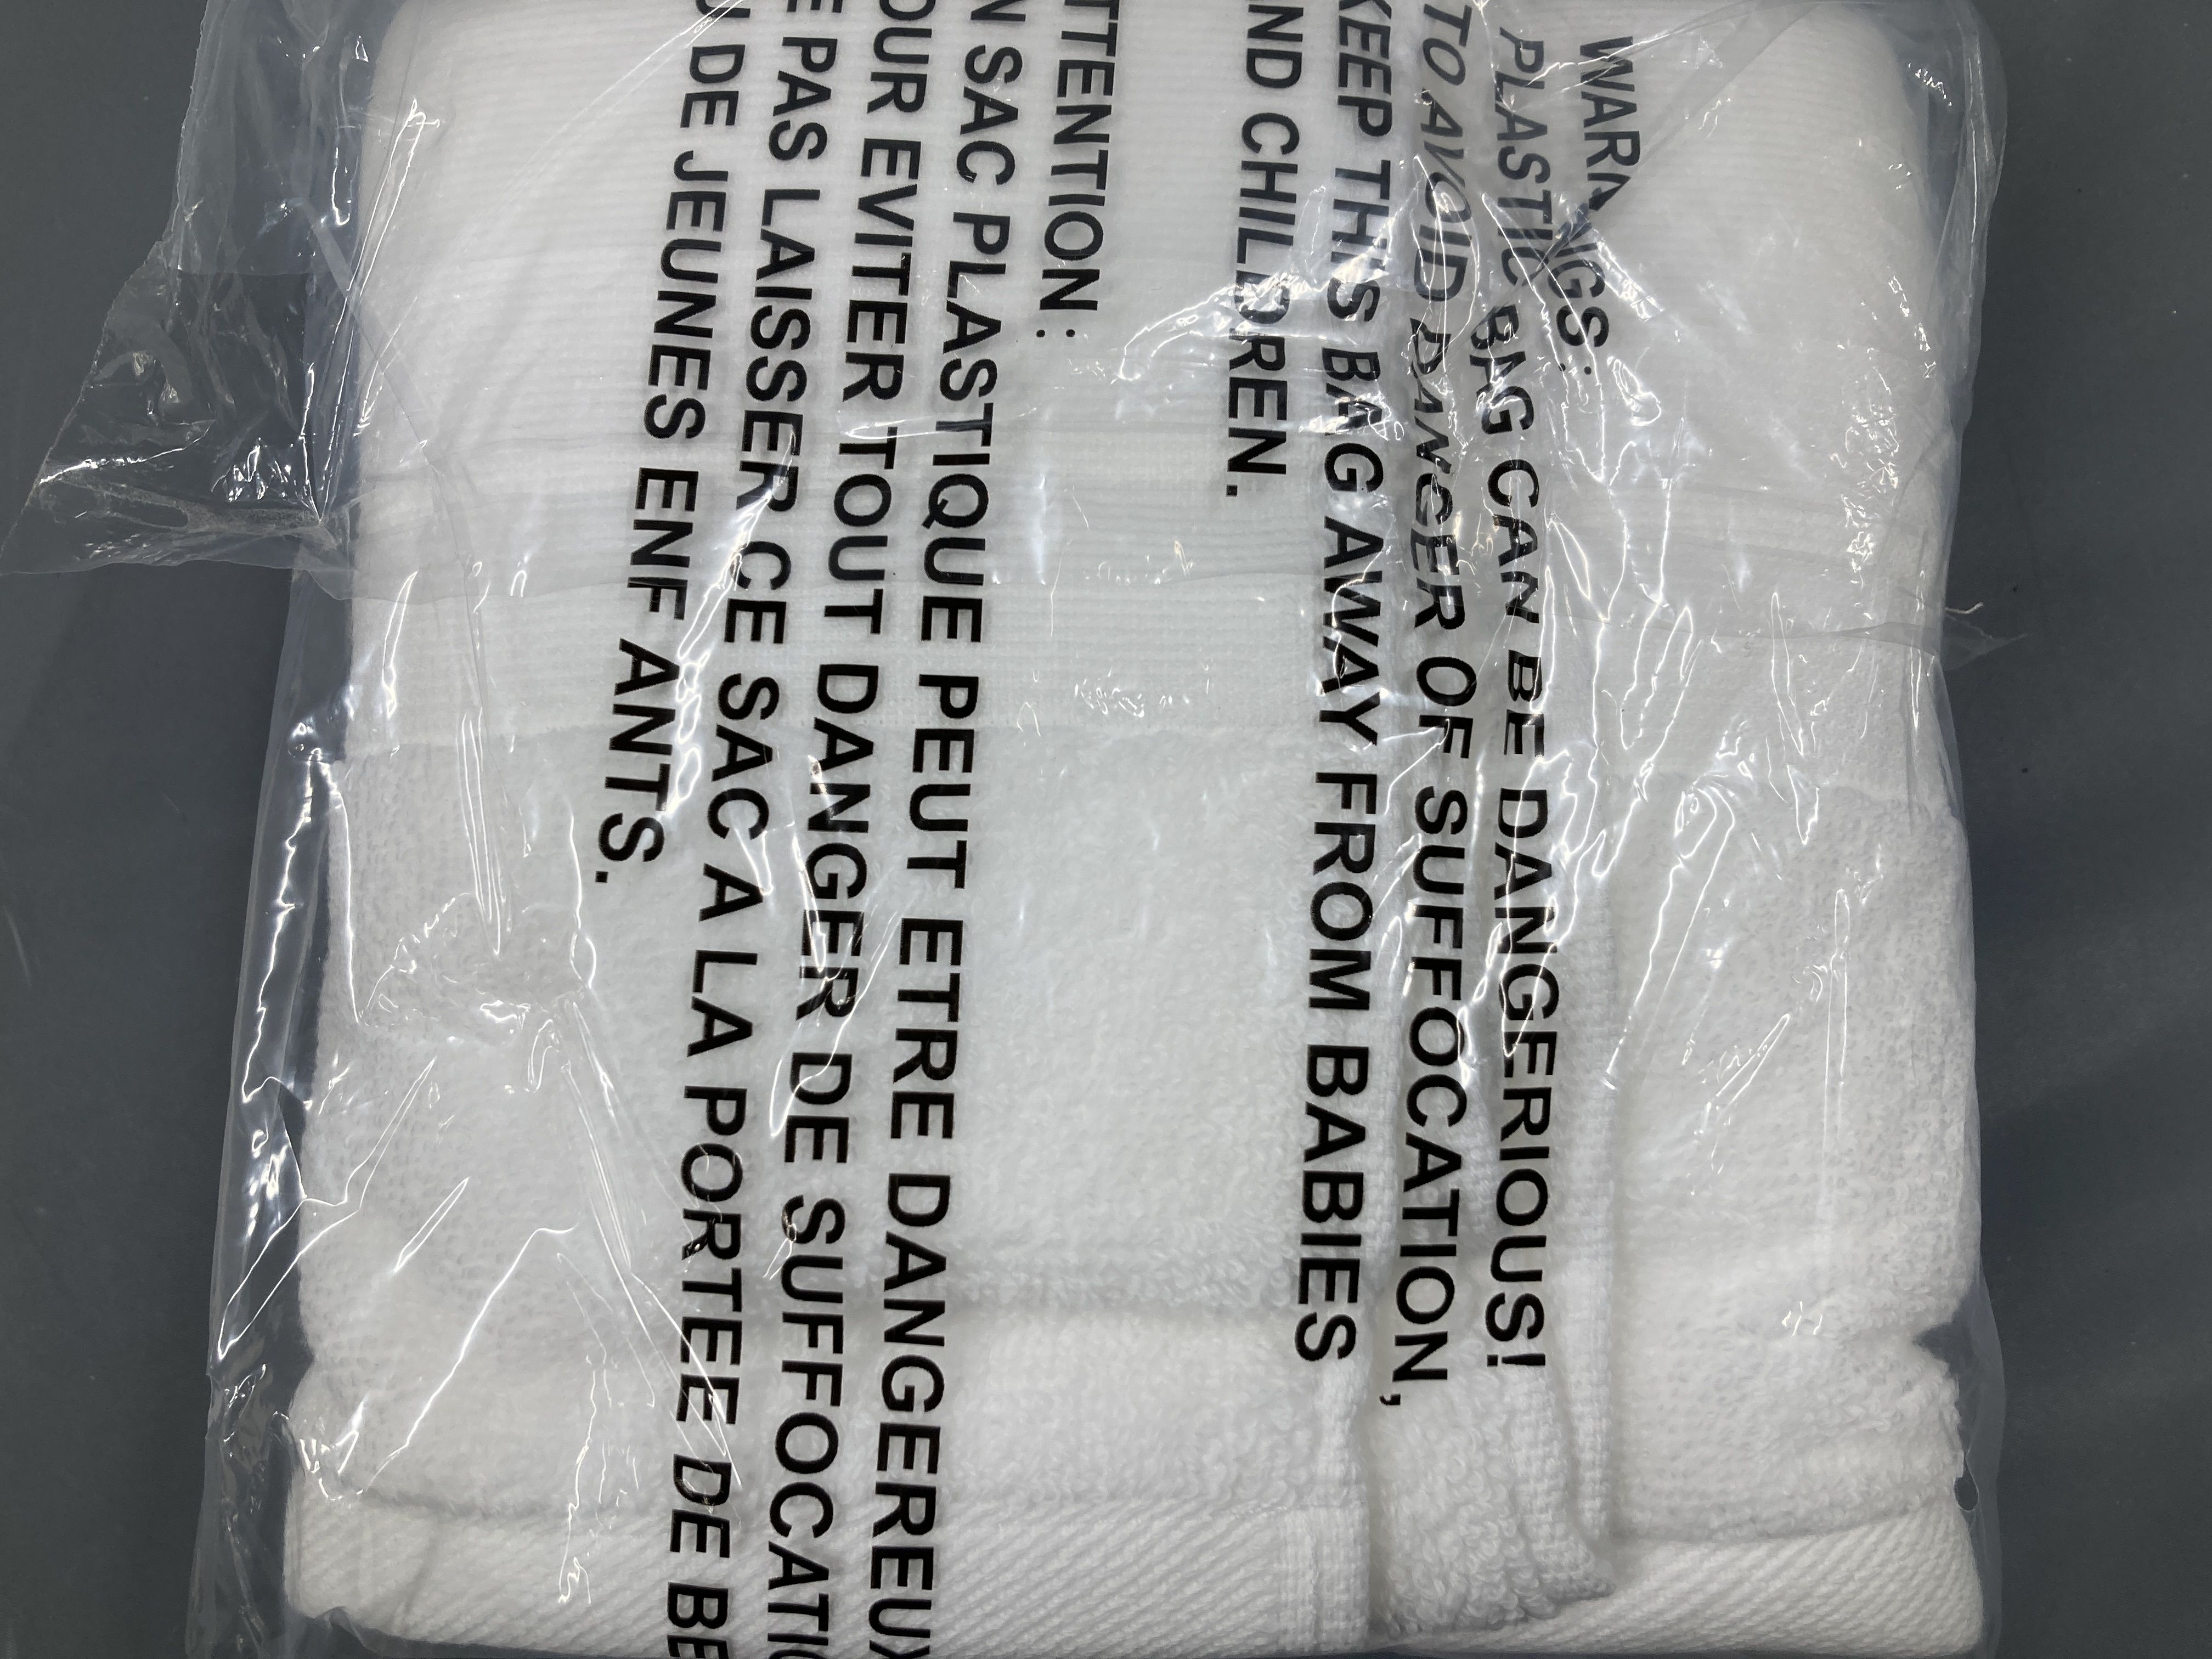 WARNINGS:
PLASTIC BAG CAN BE DANGERIOUS!
TO AVOID DANGER OF SUFFOCATION,
KEEP THIS BAG AWAY FROM BABIES
ND CHILDREN.
TTENTION:
N SAC PLASTIQUE PEUT ETRE DANGEREUX
OUR EVITER TOUT DANGER DE SUFFOCATIO
E PAS LAISSER CE SAC A LA PORTEE DE BE
U DE JEUNES ENF ANTS.